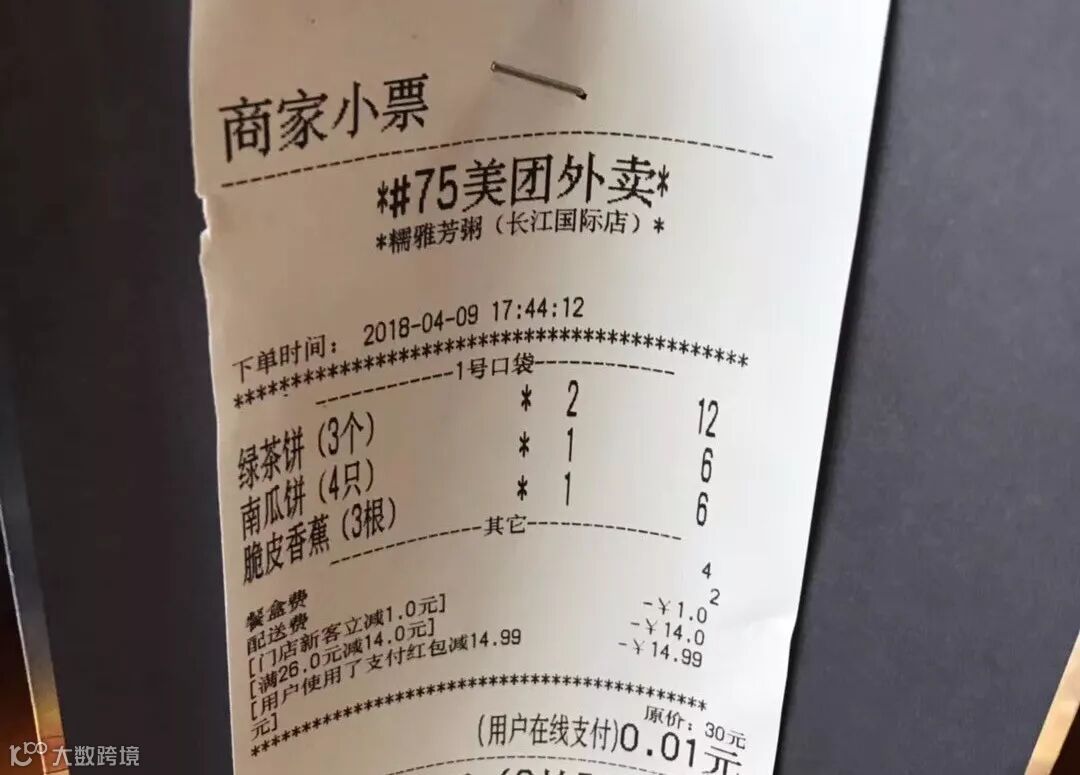 商家小票
*#75美团外卖*
*糯雅芳粥（长江国际店）*
下单时间： 2018-04-09 17:44:12
1号口袋
绿茶饼（3个） * 2 12
南瓜饼（4只） * 1 6
脆皮香蕉（3根） * 1 6
其它
餐盒费 4
配送费 2
[门店新客立减1.0元] -￥1.0
[满26.0元减14.0元] -￥14.0
[用户使用了支付红包减14.99 -￥14.99
元]
原价：30元
(用户在线支付)0.01元
大数跨境